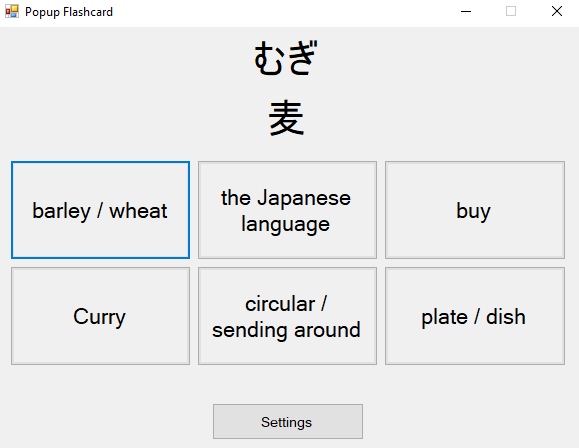 Popup Flashcard
むぎ
麦
barley / wheat
the Japanese
language
buy
Curry
circular /
sending around
plate / dish
Settings